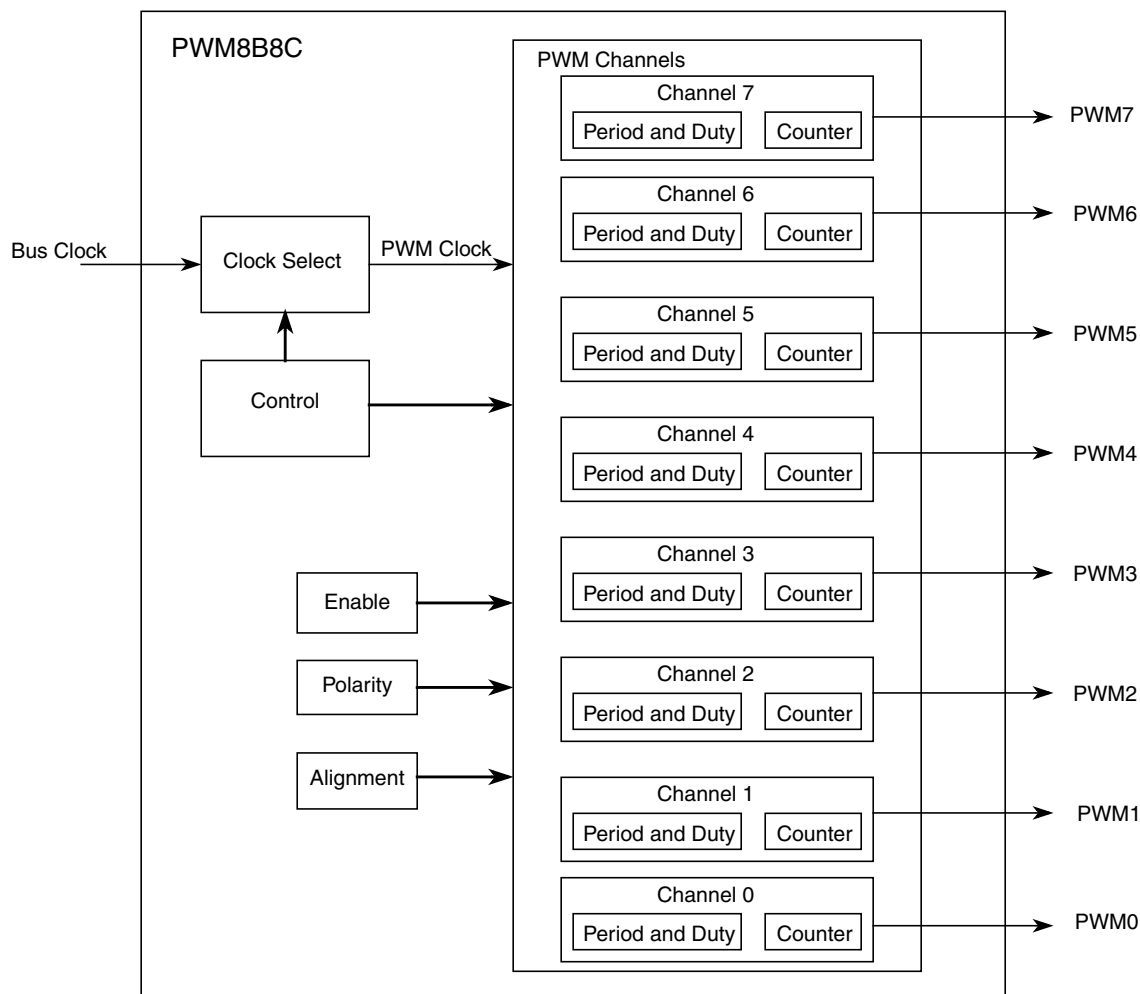 PWM8B8C
PWM Channels
Channel 7
Period and Duty
Counter
PWM7
Channel 6
Period and Duty
Counter
PWM6
Bus Clock
Clock Select
PWM Clock
Channel 5
Period and Duty
Counter
PWM5
Control
Channel 4
Period and Duty
Counter
PWM4
Channel 3
Period and Duty
Counter
PWM3
Enable
Polarity
Channel 2
Period and Duty
Counter
PWM2
Alignment
Channel 1
Period and Duty
Counter
PWM1
Channel 0
Period and Duty
Counter
PWM0